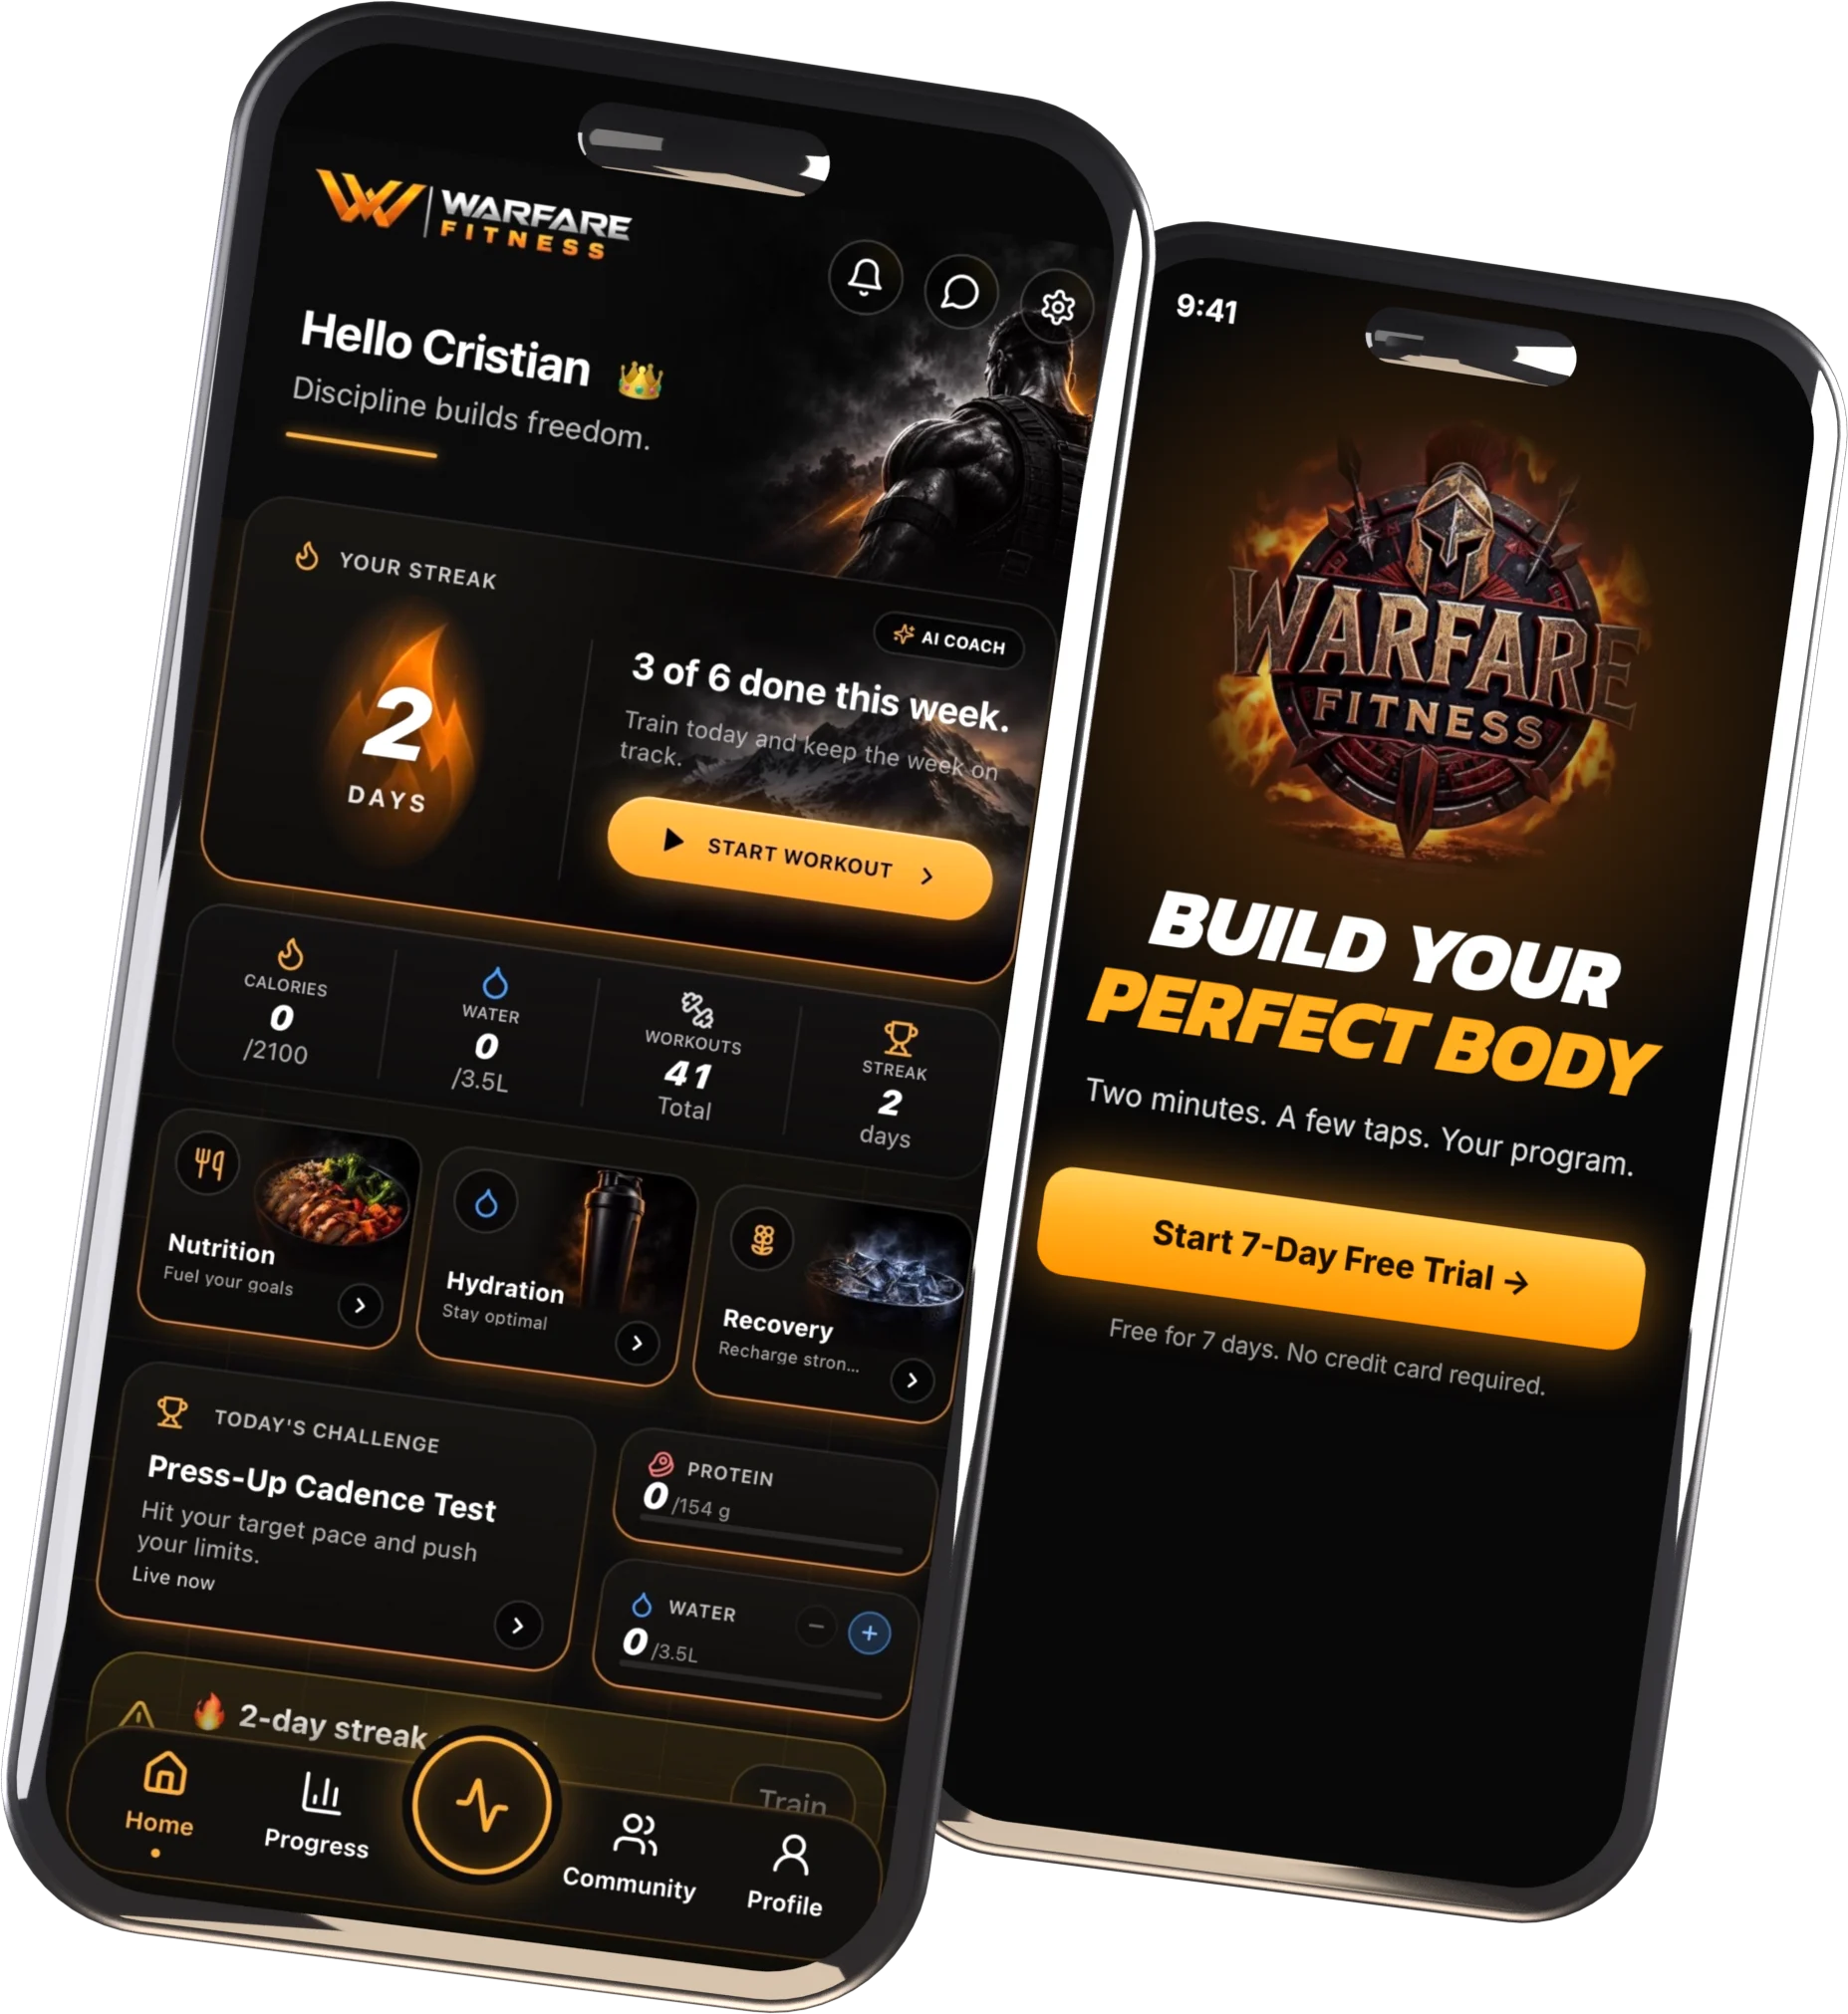 WARFARE
FITNESS
Hello Cristian 👑
Discipline builds freedom.
YOUR STREAK
2
DAYS
AI COACH
3 of 6 done this week.
Train today and keep the week on
track.
START WORKOUT
CALORIES
0
/2100
WATER
0
/3.5L
WORKOUTS
41
Total
STREAK
2
days
Nutrition
Fuel your goals
Hydration
Stay optimal
Recovery
Recharge stron...
TODAY'S CHALLENGE
Press-Up Cadence Test
Hit your target pace and push
your limits.
Live now
PROTEIN
0 /154 g
WATER
0 /3.5L
🔥 2-day streak
Train
Home
Progress
Community
Profile
9:41
WARFARE
FITNESS
BUILD YOUR
PERFECT BODY
Two minutes. A few taps. Your program.
Start 7-Day Free Trial →
Free for 7 days. No credit card required.